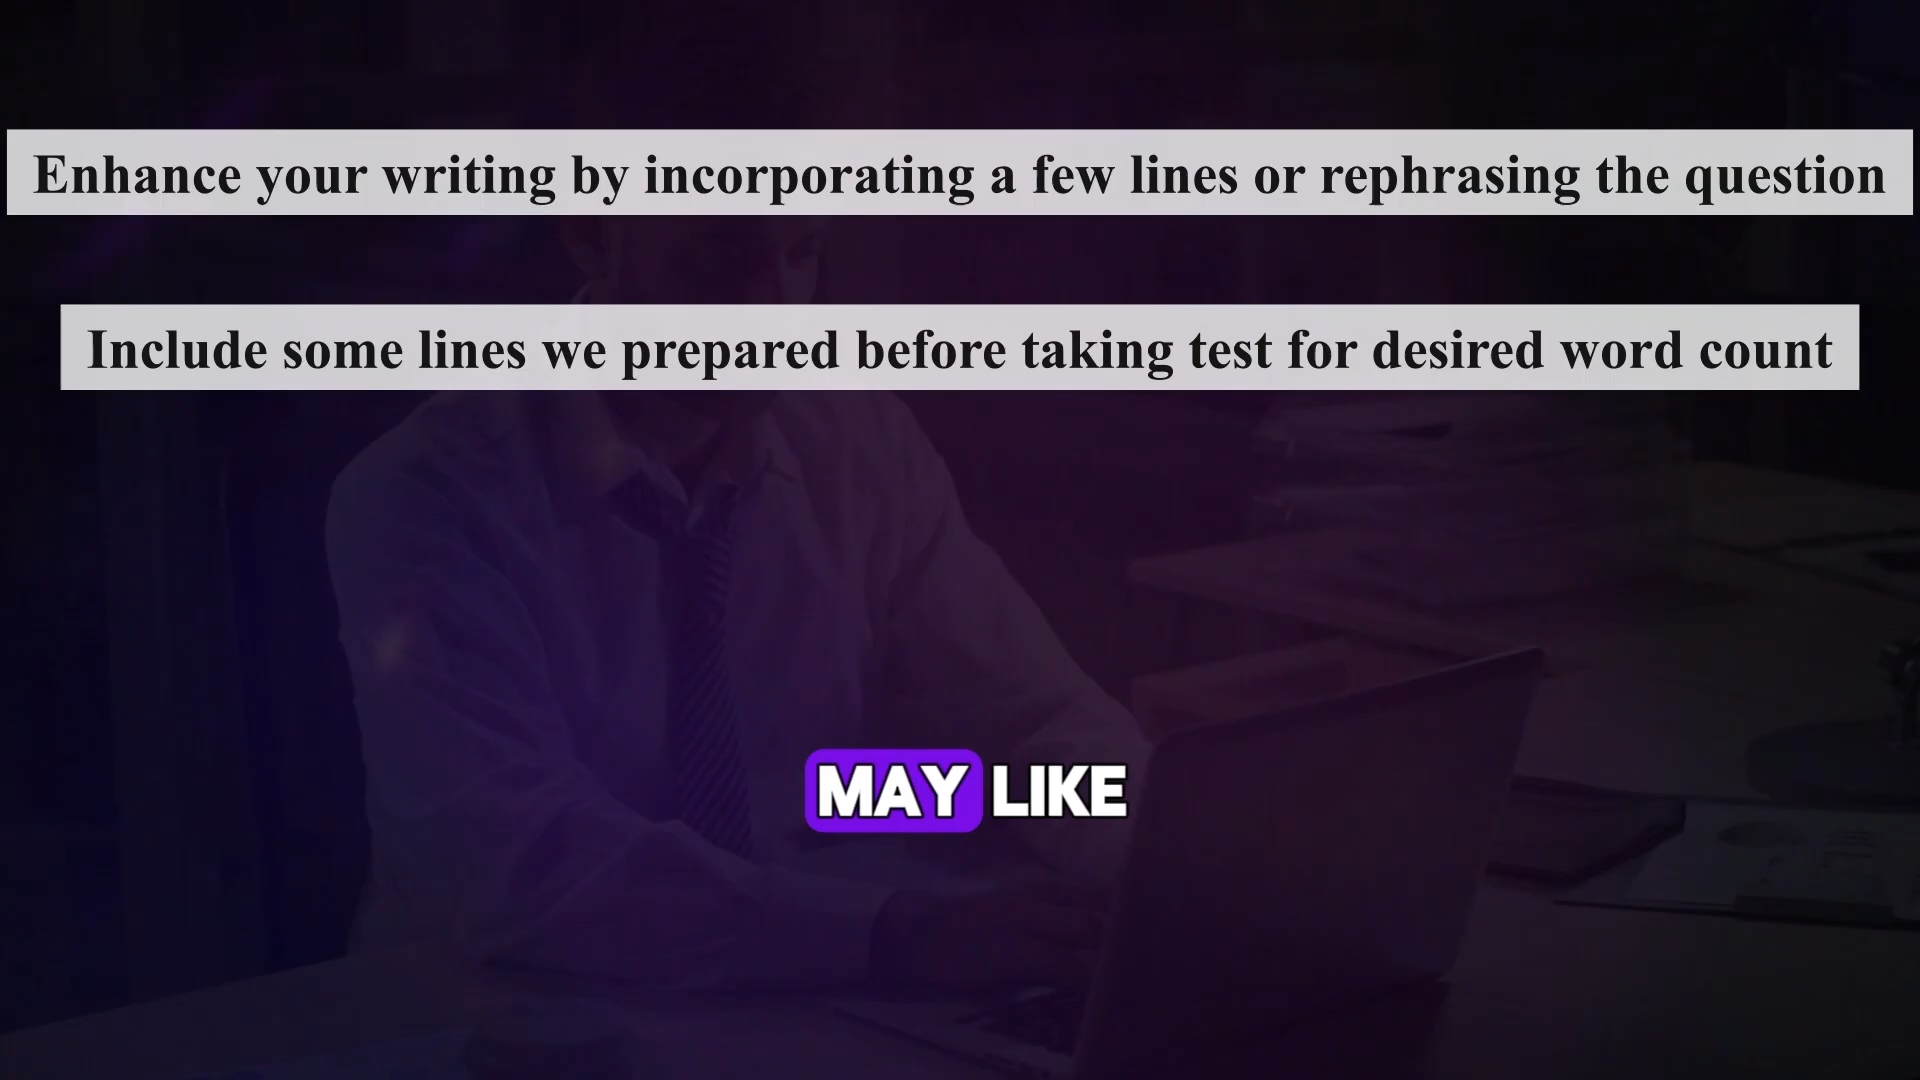 Enhance your writing by incorporating a few lines or rephrasing the question
Include some lines we prepared before taking test for desired word count
MAY LIKE